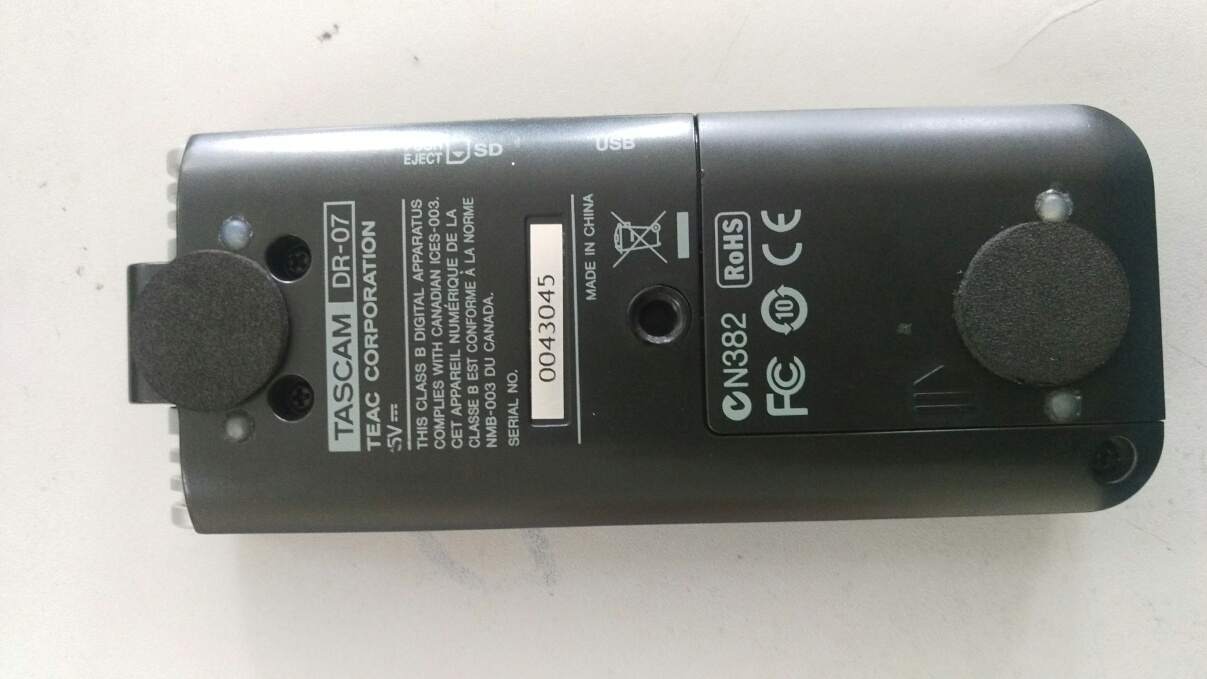 TASCAM DR-07
TEAC CORPORATION
5V
THIS CLASS B DIGITAL APPARATUS
COMPLIES WITH CANADIAN ICES-003.
CET APPAREIL NUMÉRIQUE DE LA
CLASSE B EST CONFORME À LA NORME
NMB-003 DU CANADA.
SERIAL NO.
0043045
MADE IN CHINA
EJECT SD
USB
N382 RoHS
FC 10 CE